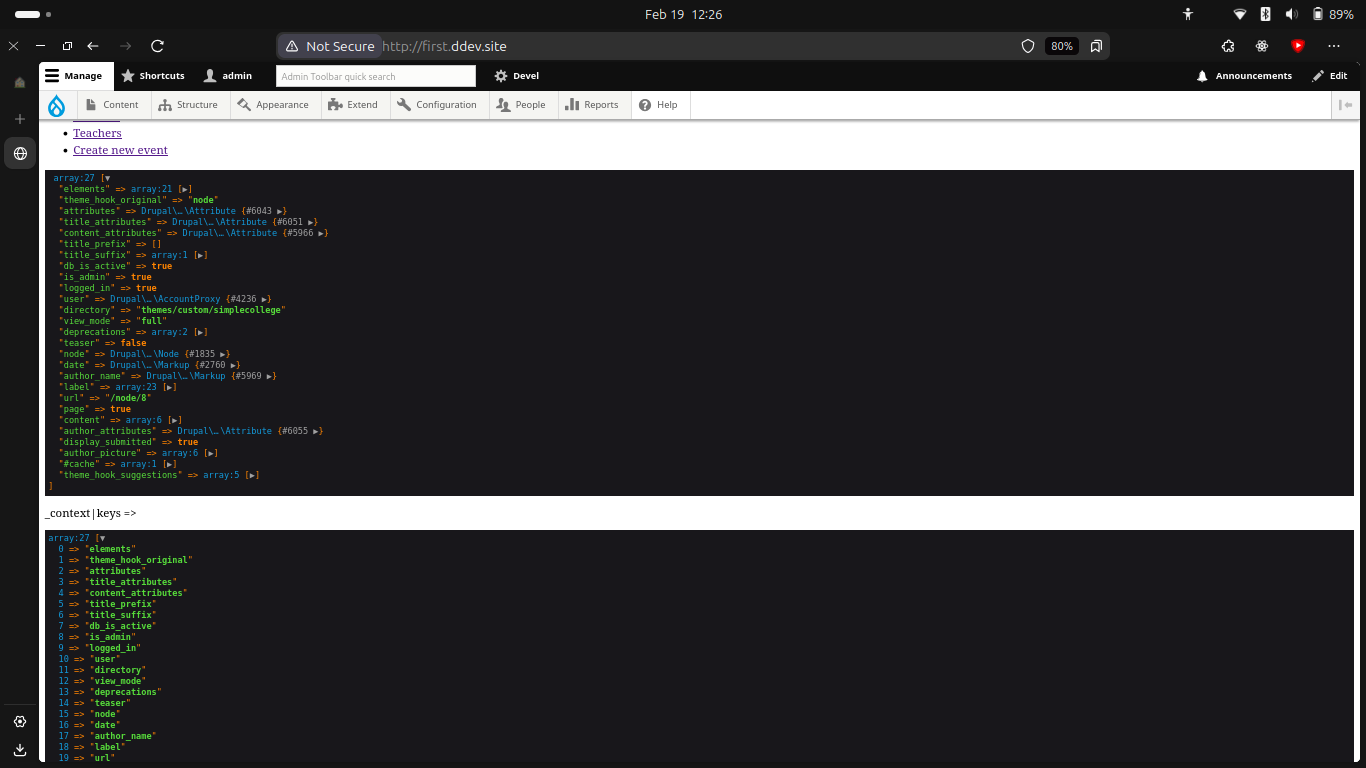 Feb 19 12:26
89%
Not Secure http://first.ddev.site
80%
Manage Shortcuts admin Admin Toolbar quick search Devel Announcements Edit
Content Structure Appearance Extend Configuration People Reports Help
Teachers
Create new event
array:27 [▼
"elements" => array:21 [▶]
"theme_hook_original" => "node"
"attributes" => Drupal\…\Attribute {#6043 ▶}
"title_attributes" => Drupal\…\Attribute {#6051 ▶}
"content_attributes" => Drupal\…\Attribute {#5966 ▶}
"title_prefix" => []
"title_suffix" => array:1 [▶]
"db_is_active" => true
"is_admin" => true
"logged_in" => true
"user" => Drupal\…\AccountProxy {#4236 ▶}
"directory" => "themes/custom/simplecollege"
"view_mode" => "full"
"deprecations" => array:2 [▶]
"teaser" => false
"node" => Drupal\…\Node {#1835 ▶}
"date" => Drupal\…\Markup {#2760 ▶}
"author_name" => Drupal\…\Markup {#5969 ▶}
"label" => array:23 [▶]
"url" => "/node/8"
"page" => true
"content" => array:6 [▶]
"author_attributes" => Drupal\…\Attribute {#6055 ▶}
"display_submitted" => true
"author_picture" => array:6 [▶]
"#cache" => array:1 [▶]
"theme_hook_suggestions" => array:5 [▶]
]
_context|keys =>
array:27 [▼
0 => "elements"
1 => "theme_hook_original"
2 => "attributes"
3 => "title_attributes"
4 => "content_attributes"
5 => "title_prefix"
6 => "title_suffix"
7 => "db_is_active"
8 => "is_admin"
9 => "logged_in"
10 => "user"
11 => "directory"
12 => "view_mode"
13 => "deprecations"
14 => "teaser"
15 => "node"
16 => "date"
17 => "author_name"
18 => "label"
19 => "url"